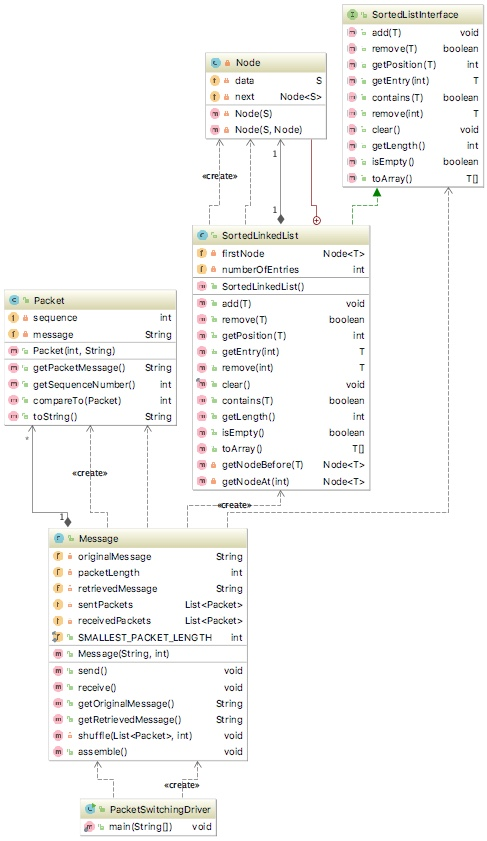 SortedListInterface
add(T) void
remove(T) boolean
getPosition(T) int
getEntry(int) T
contains(T) boolean
remove(int) T
clear() void
getLength() int
isEmpty() boolean
toArray() T[]
Node
data S
next Node<S>
Node(S)
Node(S, Node)
«create»
1
1
SortedLinkedList
firstNode Node<T>
numberOfEntries int
SortedLinkedList()
add(T) void
remove(T) boolean
getPosition(T) int
getEntry(int) T
remove(int) T
clear() void
contains(T) boolean
getLength() int
isEmpty() boolean
toArray() T[]
getNodeBefore(T) Node<T>
getNodeAt(int) Node<T>
Packet
sequence int
message String
Packet(int, String)
getPacketMessage() String
getSequenceNumber() int
compareTo(Packet) int
toString() String
*
«create»
«create»
1
Message
originalMessage String
packetLength int
retrievedMessage String
sentPackets List<Packet>
receivedPackets List<Packet>
SMALLEST_PACKET_LENGTH int
Message(String, int)
send() void
receive() void
getOriginalMessage() String
getRetrievedMessage() String
shuffle(List<Packet>, int) void
assemble() void
«create»
PacketSwitchingDriver
main(String[]) void